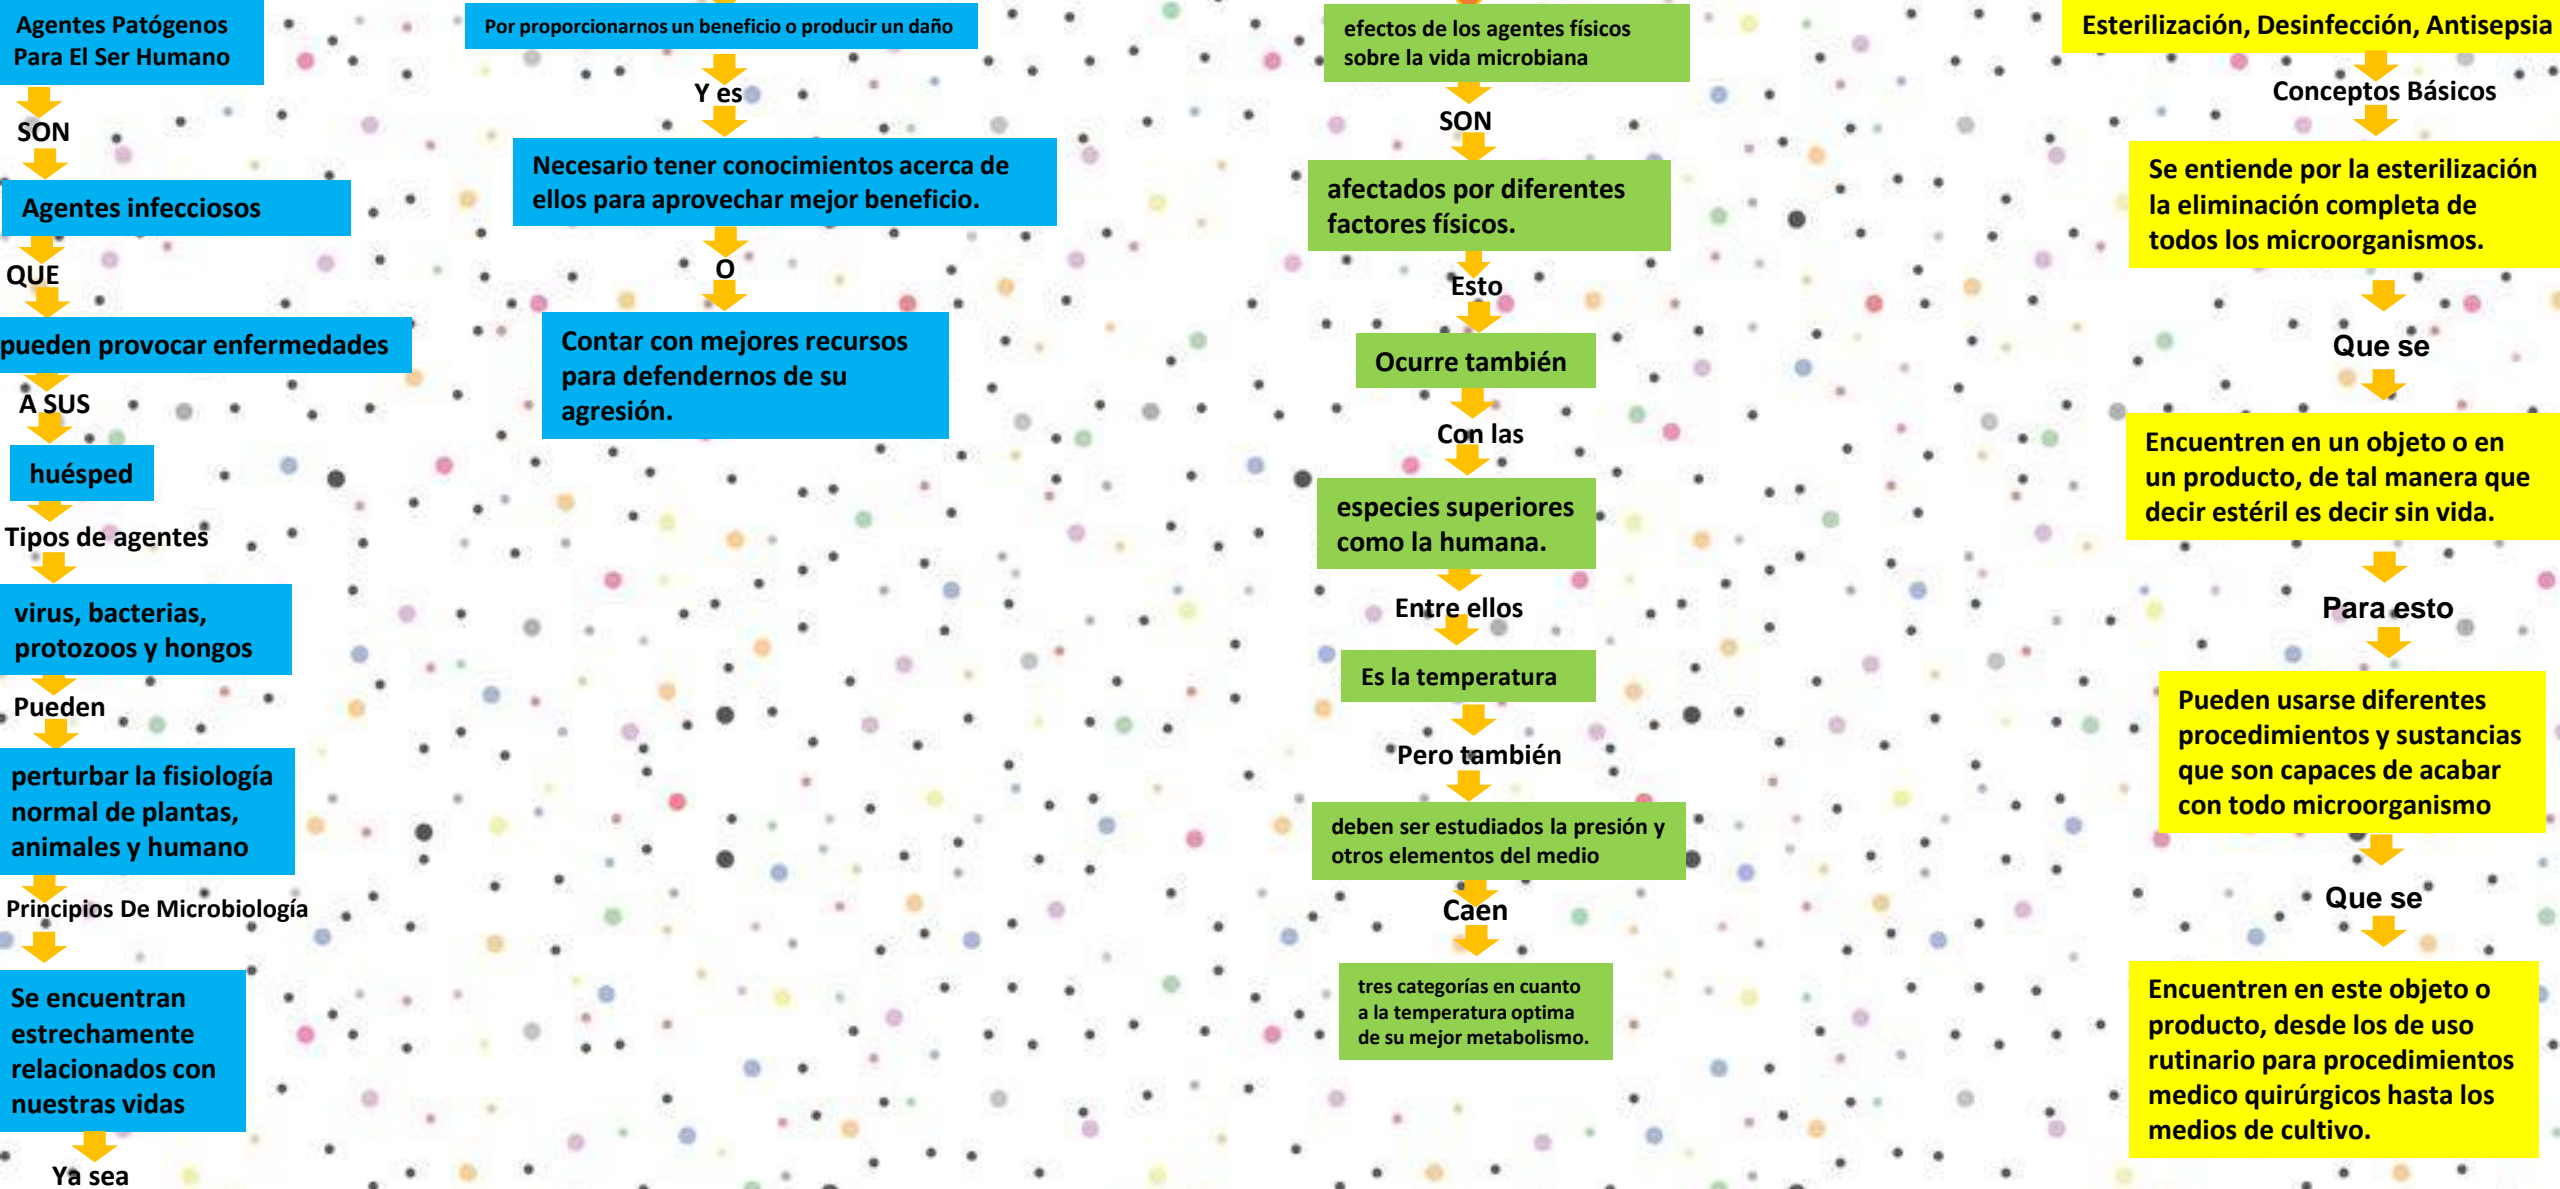 Agentes Patógenos
Para El Ser Humano
SON
Agentes infecciosos
QUE
pueden provocar enfermedades
A SUS
huésped
Tipos de agentes
virus, bacterias,
protozoos y hongos
Pueden
perturbar la fisiología
normal de plantas,
animales y humano
Principios De Microbiología
Se encuentran
estrechamente
relacionados con
nuestras vidas
Ya sea
Por proporcionarnos un beneficio o producir un daño
Y es
Necesario tener conocimientos acerca de
ellos para aprovechar mejor beneficio.
O
Contar con mejores recursos
para defendernos de su
agresión.
efectos de los agentes físicos
sobre la vida microbiana
SON
afectados por diferentes
factores físicos.
Esto
Ocurre también
Con las
especies superiores
como la humana.
Entre ellos
Es la temperatura
Pero también
deben ser estudiados la presión y
otros elementos del medio
Caen
tres categorías en cuanto
a la temperatura optima
de su mejor metabolismo.
Esterilización, Desinfección, Antisepsia
Conceptos Básicos
Se entiende por la esterilización
la eliminación completa de
todos los microorganismos.
Que se
Encuentren en un objeto o en
un producto, de tal manera que
decir estéril es decir sin vida.
Para esto
Pueden usarse diferentes
procedimientos y sustancias
que son capaces de acabar
con todo microorganismo
Que se
Encuentren en este objeto o
producto, desde los de uso
rutinario para procedimientos
medico quirúrgicos hasta los
medios de cultivo.